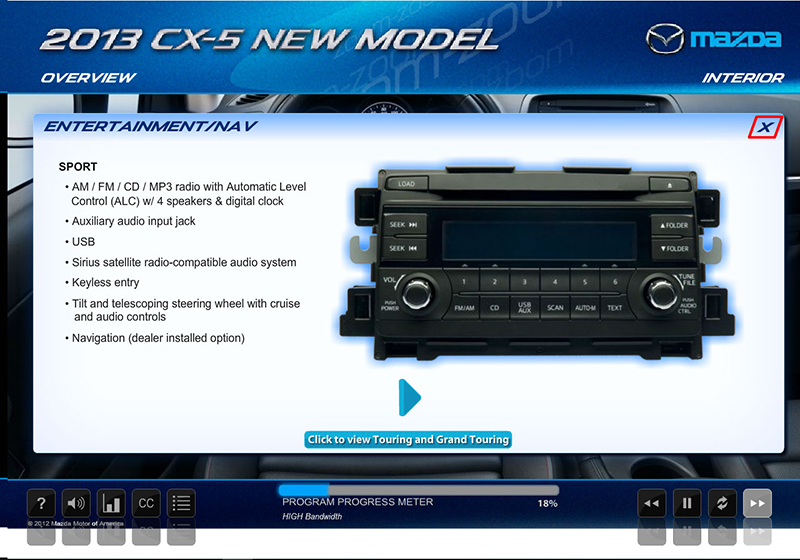 2013 CX-5 NEW MODEL
mazda
OVERVIEW
INTERIOR
ENTERTAINMENT/NAV
X
SPORT
• AM / FM / CD / MP3 radio with Automatic Level
Control (ALC) w/ 4 speakers & digital clock
• Auxiliary audio input jack
• USB
• Sirius satellite radio-compatible audio system
• Keyless entry
• Tilt and telescoping steering wheel with cruise
and audio controls
• Navigation (dealer installed option)
LOAD
SEEK
SEEK
FOLDER
FOLDER
VOL
PUSH
POWER
1 2 3 4 5 6
FM/AM CD USB AUX SCAN AUTO-M TEXT
TUNE
FILE
PUSH
AUDIO
CTRL
Click to view Touring and Grand Touring
? CC
PROGRAM PROGRESS METER
18%
HIGH Bandwidth
© 2012 Mazda Motor of America